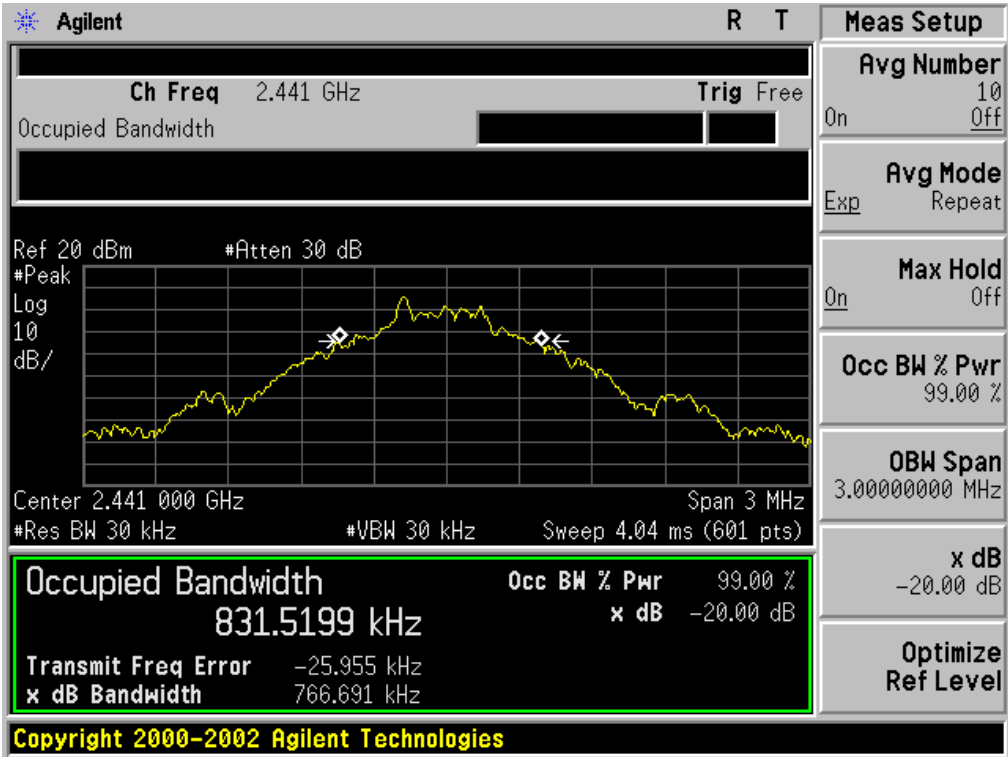 Agilent R T
Ch Freq 2.441 GHz Trig Free
Occupied Bandwidth
Ref 20 dBm #Atten 30 dB
#Peak
Log
10
dB/
Center 2.441 000 GHz Span 3 MHz
#Res BW 30 kHz #VBW 30 kHz Sweep 4.04 ms (601 pts)
Occupied Bandwidth Occ BW % Pwr 99.00 %
831.5199 kHz x dB -20.00 dB
Transmit Freq Error -25.955 kHz
x dB Bandwidth 766.691 kHz
Copyright 2000-2002 Agilent Technologies
Meas Setup
Avg Number
10
On Off
Avg Mode
Exp Repeat
Max Hold
On Off
Occ BW % Pwr
99.00 %
OBW Span
3.00000000 MHz
x dB
-20.00 dB
Optimize
Ref Level